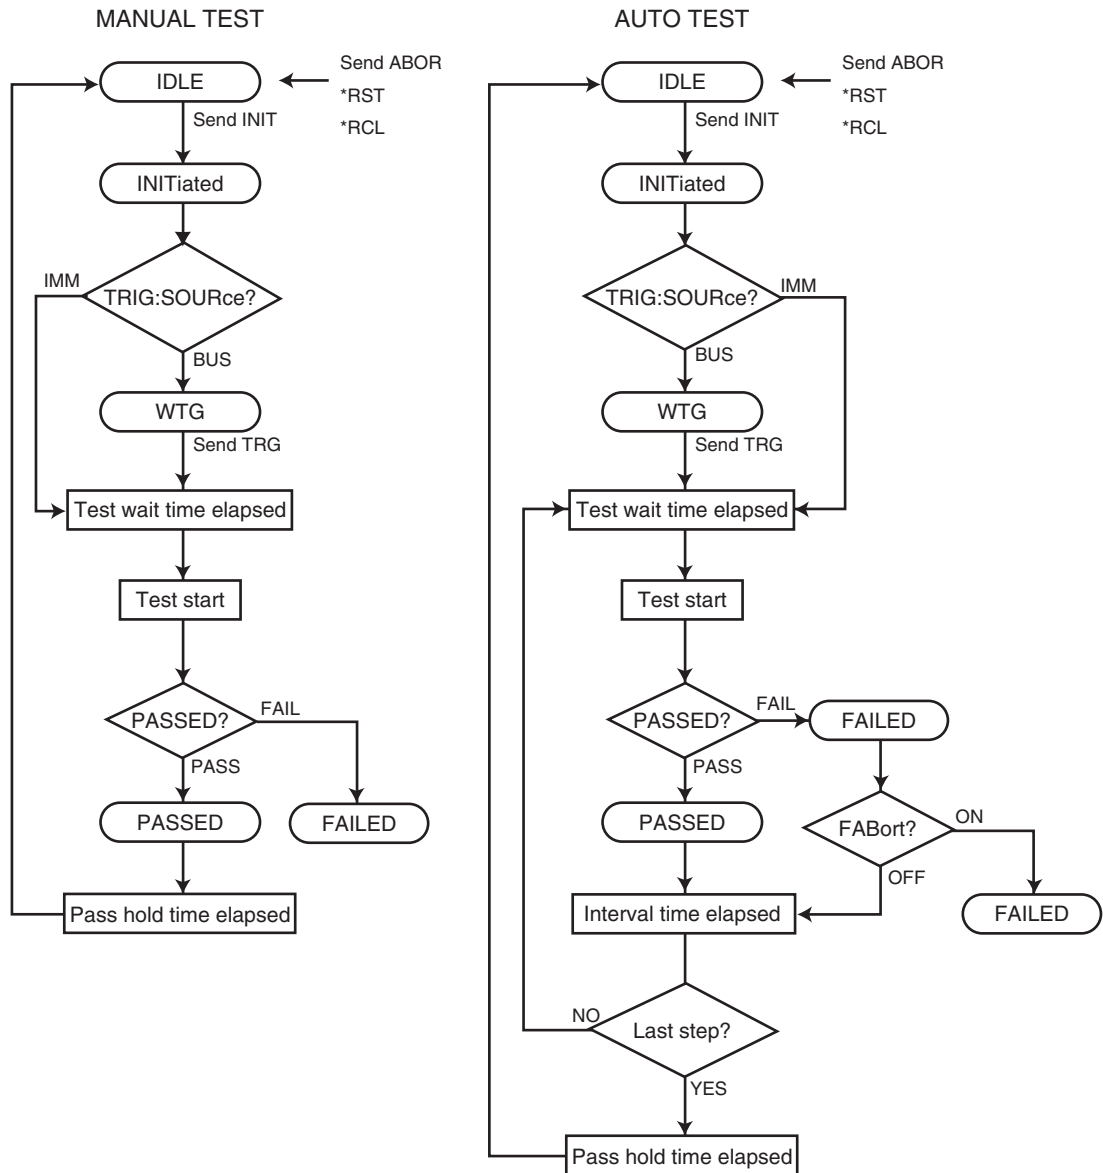 MANUAL TEST
IDLE
Send ABOR
*RST
*RCL
Send INIT
INITiated
IMM
TRIG:SOURce?
BUS
WTG
Send TRG
Test wait time elapsed
Test start
PASSED?
FAIL
PASS
PASSED
FAILED
Pass hold time elapsed
AUTO TEST
IDLE
Send ABOR
*RST
*RCL
Send INIT
INITiated
TRIG:SOURce?
IMM
BUS
WTG
Send TRG
Test wait time elapsed
Test start
PASSED?
FAIL
FAILED
PASS
PASSED
FABort?
ON
OFF
FAILED
Interval time elapsed
NO
Last step?
YES
Pass hold time elapsed